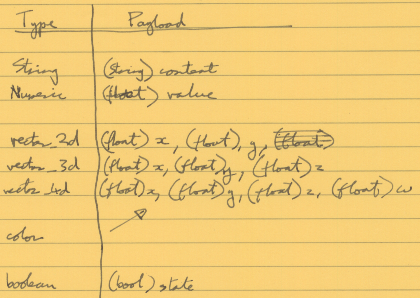 Type Payload
String (string) content
Numeric (float) value
vector_2d (float) x, (float), y, (float)
vector_3d (float) x, (float) y, (float) z
vector_4d (float) x, (float) y, (float) z, (float) w
color
boolean (bool) state